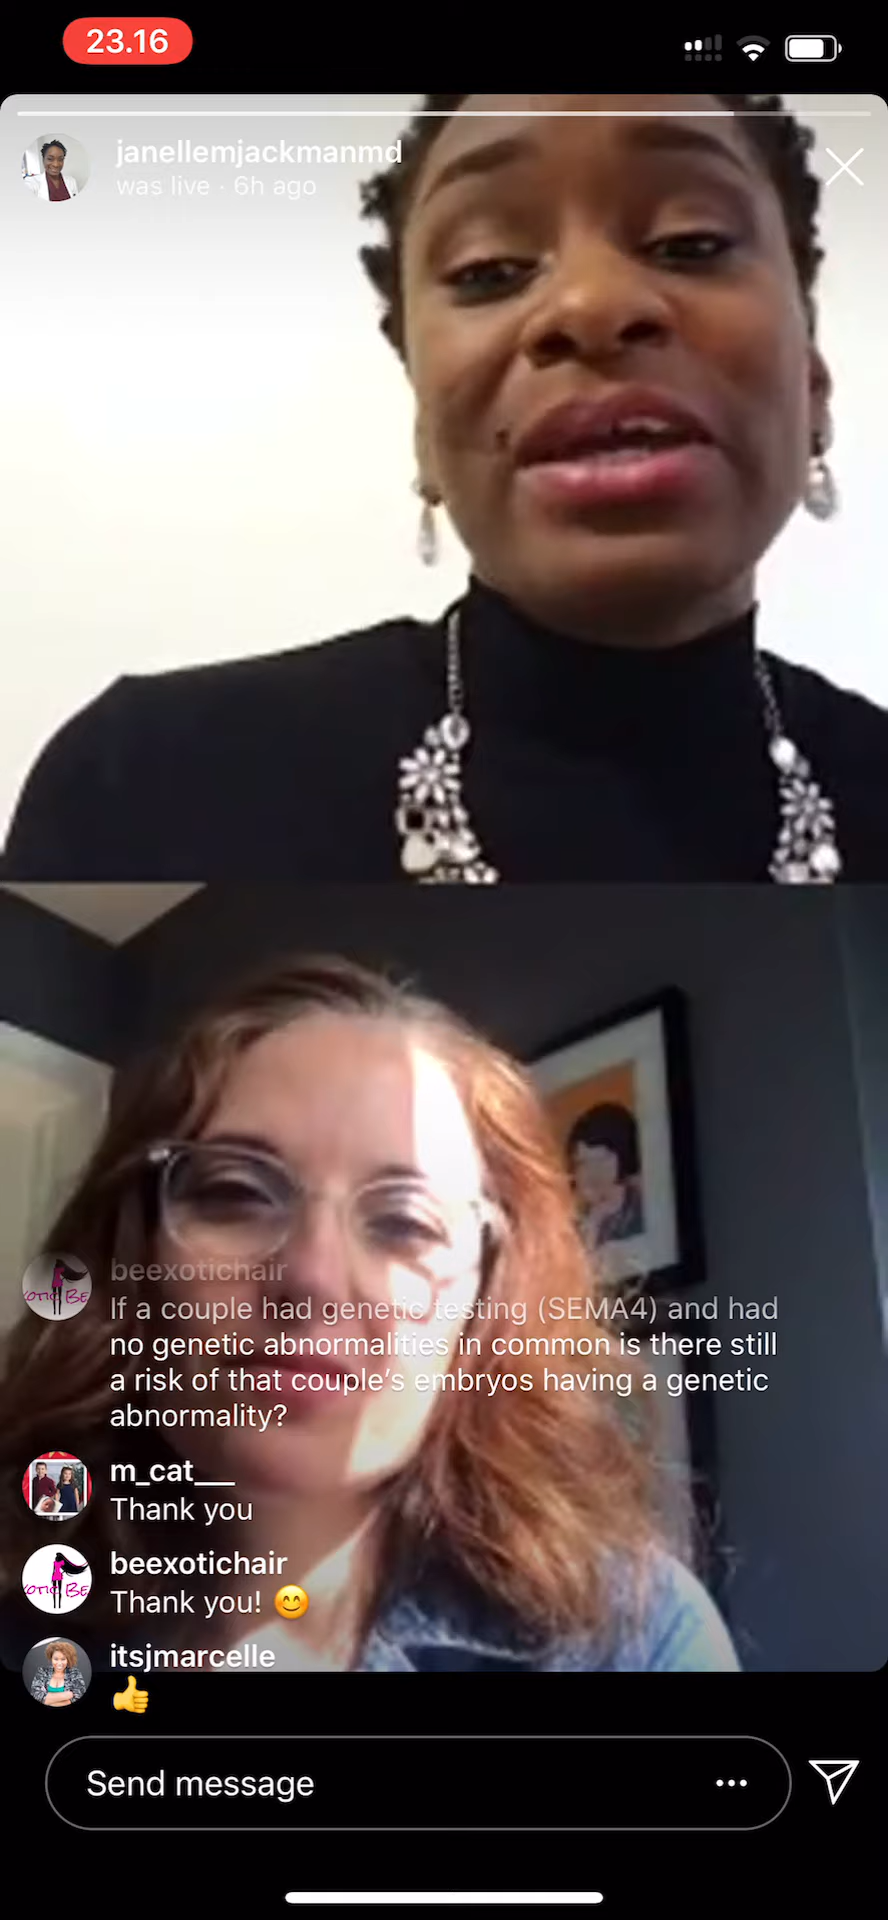 23.16
janellemjackmanmd
was live · 6h ago
beexotichair
If a couple had genetic testing (SEMA4) and had
no genetic abnormalities in common is there still
a risk of that couple's embryos having a genetic
abnormality?
m_cat___
Thank you
beexotichair
Thank you! 😊
itsjmarcelle
👍
Send message